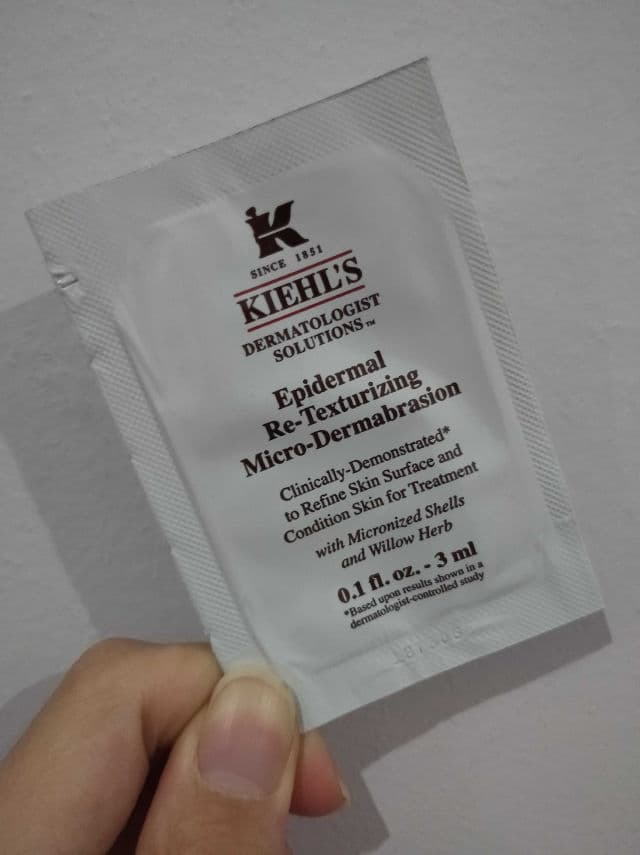 K
SINCE 1851
KIEHL'S
DERMATOLOGIST
SOLUTIONS™
Epidermal
Re-Texturizing
Micro-Dermabrasion
Clinically-Demonstrated*
to Refine Skin Surface and
Condition Skin for Treatment
with Micronized Shells
and Willow Herb
0.1 fl. oz. - 3 ml
*Based upon results shown in a
dermatologist-controlled study